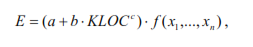 E = (a + b · KLOC^c) · f(x_1,...,x_n),